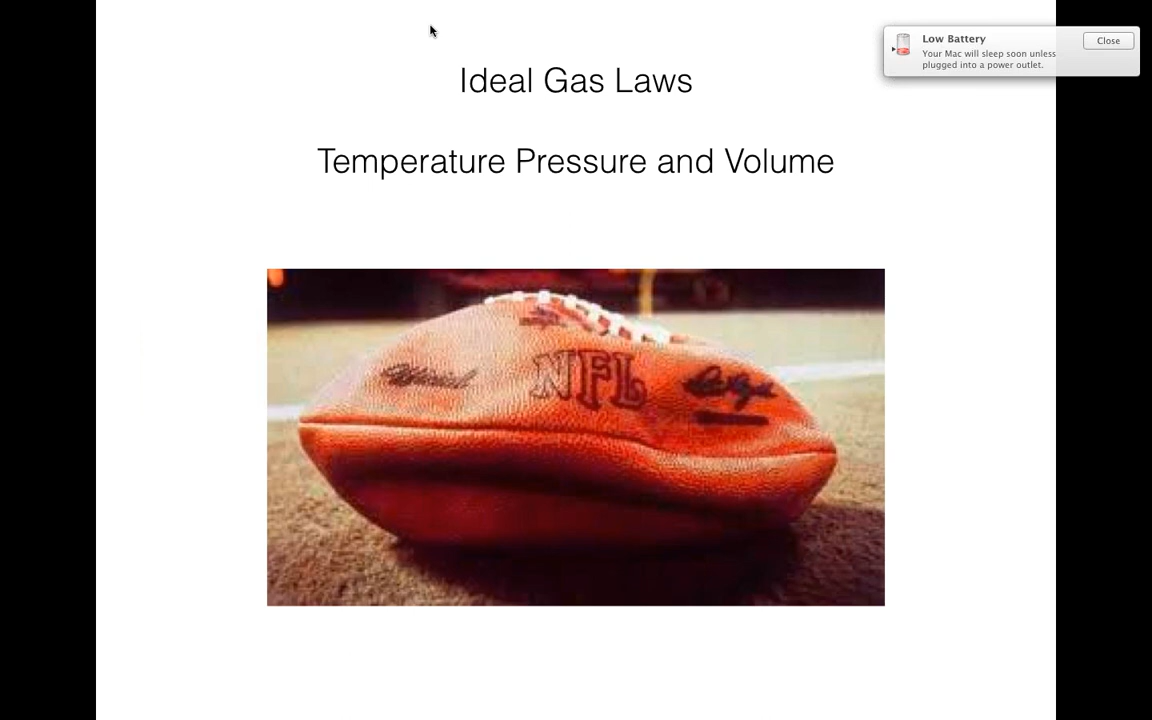 Ideal Gas Laws
Temperature Pressure and Volume
Low Battery
Close
Your Mac will sleep soon unless
plugged into a power outlet.
NFL